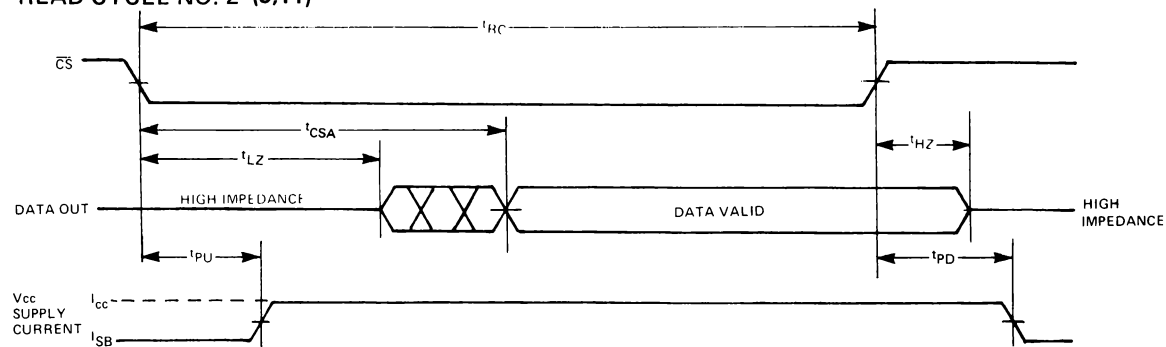 READ CYCLE NO. 2 (9,11)
tRC
CS
tCSA
tLZ
tHZ
DATA OUT
HIGH IMPEDANCE
DATA VALID
HIGH
IMPEDANCE
tPU
tPD
Vcc
SUPPLY
CURRENT
Icc
ISB